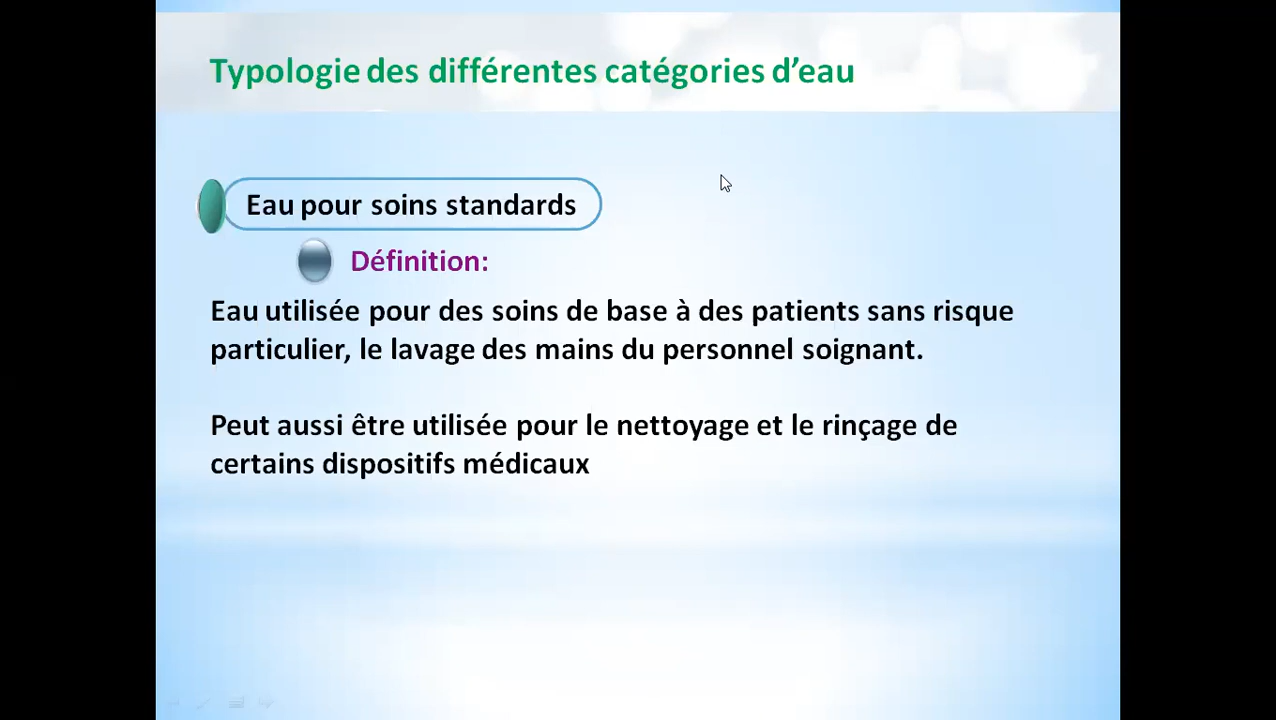 Typologie des différentes catégories d’eau
Eau pour soins standards
Définition:
Eau utilisée pour des soins de base à des patients sans risque
particulier, le lavage des mains du personnel soignant.
Peut aussi être utilisée pour le nettoyage et le rinçage de
certains dispositifs médicaux